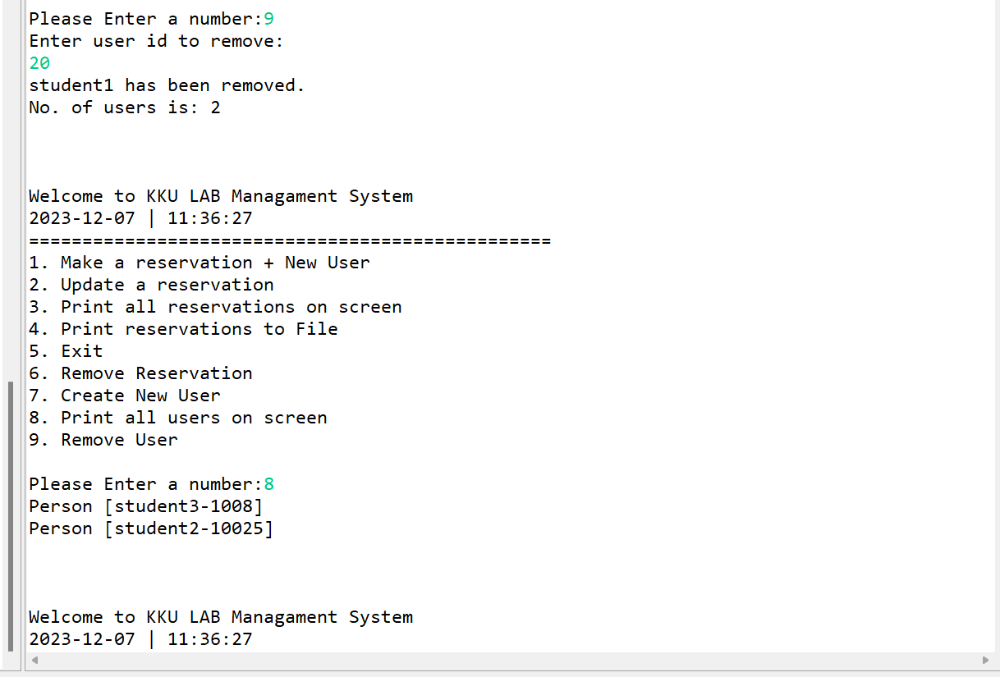 Please Enter a number:9
Enter user id to remove:
20
student1 has been removed.
No. of users is: 2
Welcome to KKU LAB Managament System
2023-12-07 | 11:36:27
=================================================
1. Make a reservation + New User
2. Update a reservation
3. Print all reservations on screen
4. Print reservations to File
5. Exit
6. Remove Reservation
7. Create New User
8. Print all users on screen
9. Remove User
Please Enter a number:8
Person [student3-1008]
Person [student2-10025]
Welcome to KKU LAB Managament System
2023-12-07 | 11:36:27